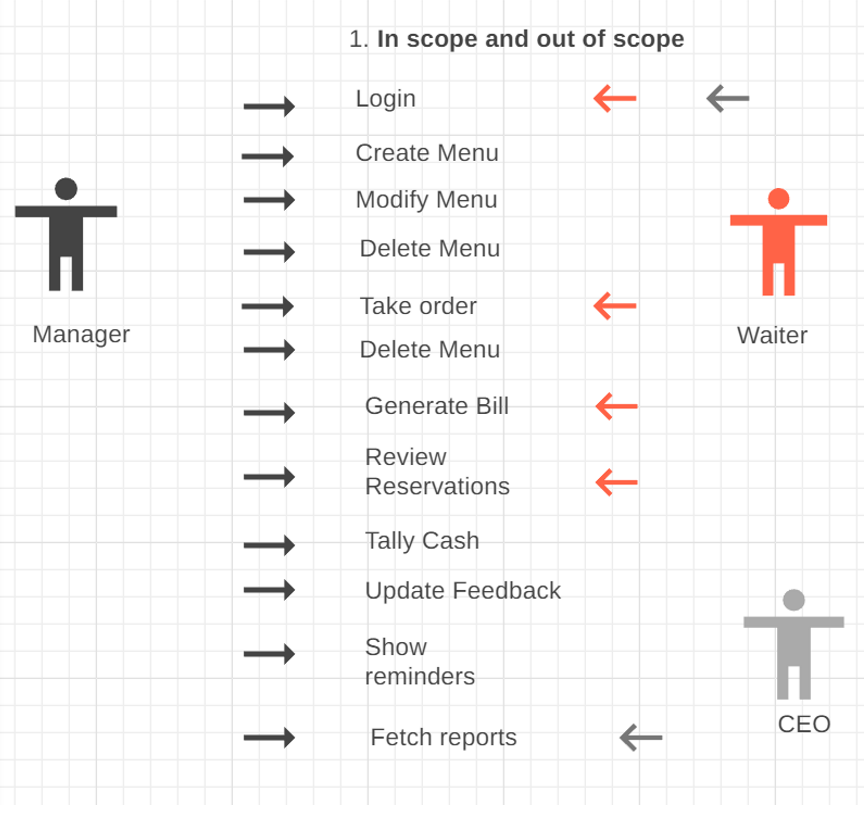 1. In scope and out of scope
Login
Create Menu
Modify Menu
Delete Menu
Take order
Manager
Waiter
Delete Menu
Generate Bill
Review
Reservations
Tally Cash
Update Feedback
Show
reminders
CEO
Fetch reports